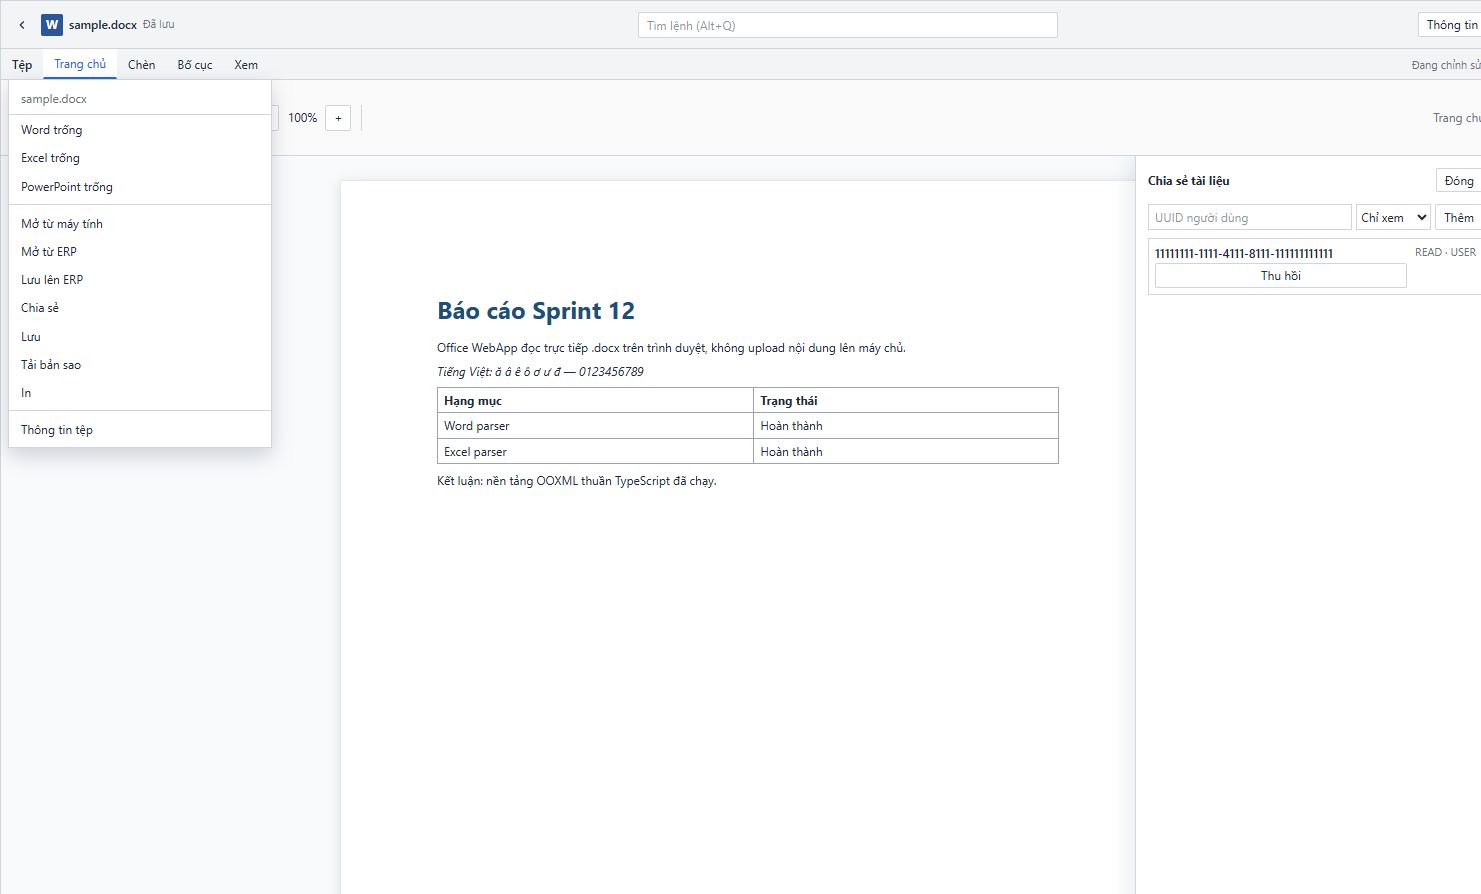 W sample.docx Đã lưu
Tìm lệnh (Alt+Q)
Thông tin
Tệp Trang chủ Chèn Bố cục Xem
Đang chỉnh sử
sample.docx
Word trống
Excel trống
PowerPoint trống
Mở từ máy tính
Mở từ ERP
Lưu lên ERP
Chia sẻ
Lưu
Tải bản sao
In
Thông tin tệp
100% +
Trang chủ
Báo cáo Sprint 12
Office WebApp đọc trực tiếp .docx trên trình duyệt, không upload nội dung lên máy chủ.
Tiếng Việt: ă â ê ô ơ ư đ — 0123456789
Hạng mục Trạng thái
Word parser Hoàn thành
Excel parser Hoàn thành
Kết luận: nền tảng OOXML thuần TypeScript đã chạy.
Chia sẻ tài liệu Đóng
UUID người dùng Chỉ xem Thêm
11111111-1111-4111-8111-111111111111 READ · USER
Thu hồi